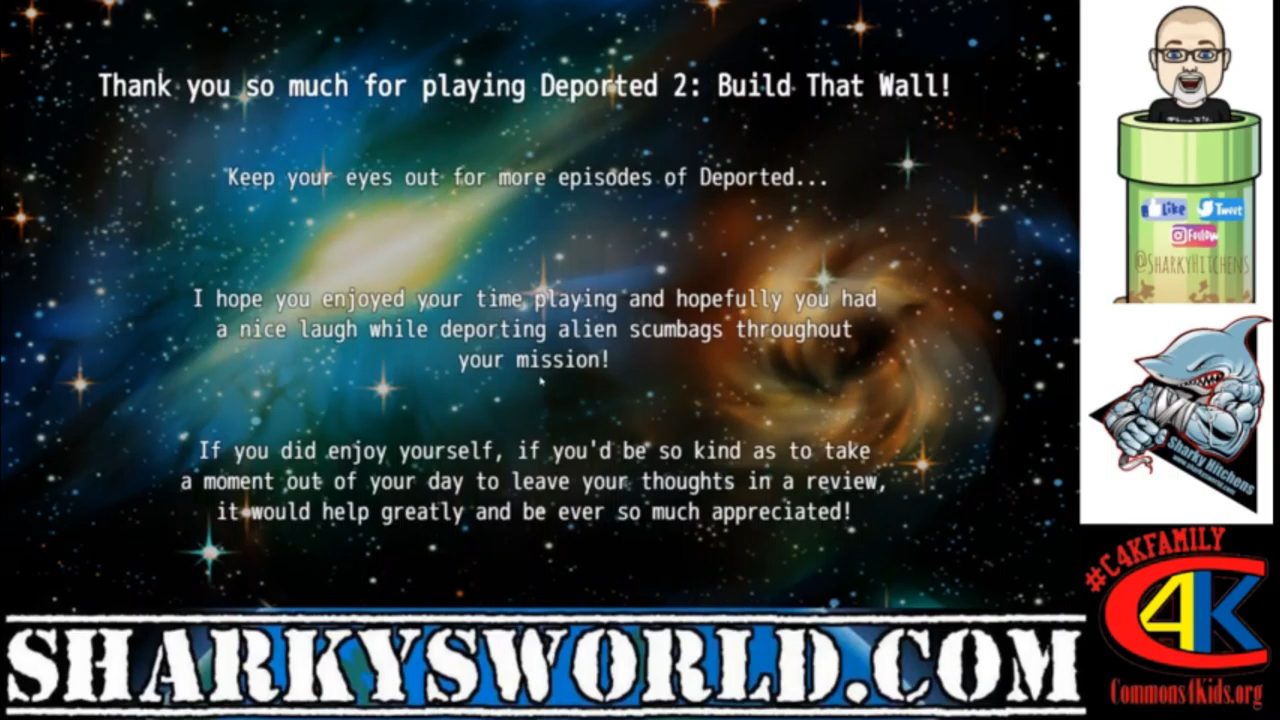 Thank you so much for playing Deported 2: Build That Wall!
Keep your eyes out for more episodes of Deported...
I hope you enjoyed your time playing and hopefully you had
a nice laugh while deporting alien scumbags throughout
your mission!
If you did enjoy yourself, if you'd be so kind as to take
a moment out of your day to leave your thoughts in a review,
it would help greatly and be ever so much appreciated!
Like
Tweet
Follow
@SHARKYHITCHENS
Sharky Hitchens
#C4KFAMILY
C4K
Commons4Kids.org
SHARKYSWORLD.COM